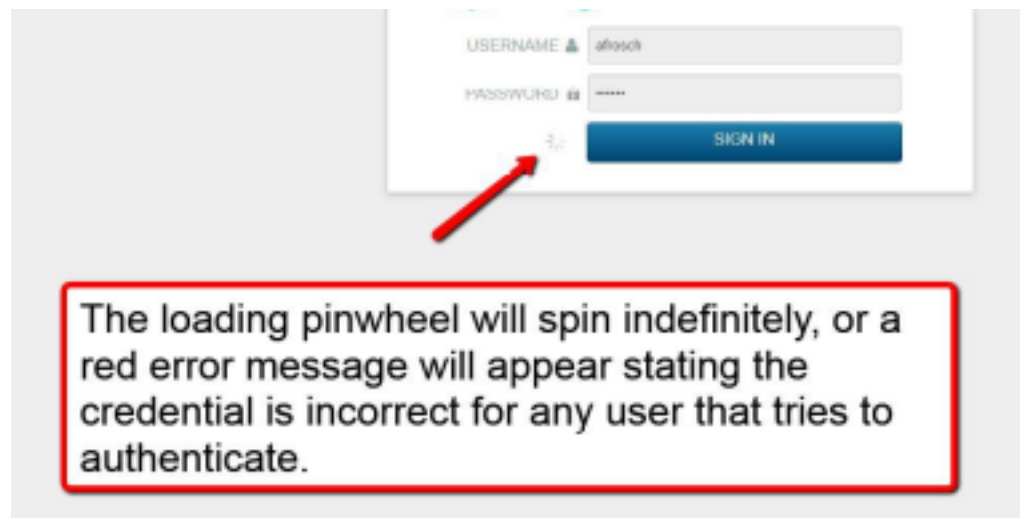 USERNAME afrosch
PASSWORD ······
SIGN IN
The loading pinwheel will spin indefinitely, or a
red error message will appear stating the
credential is incorrect for any user that tries to
authenticate.